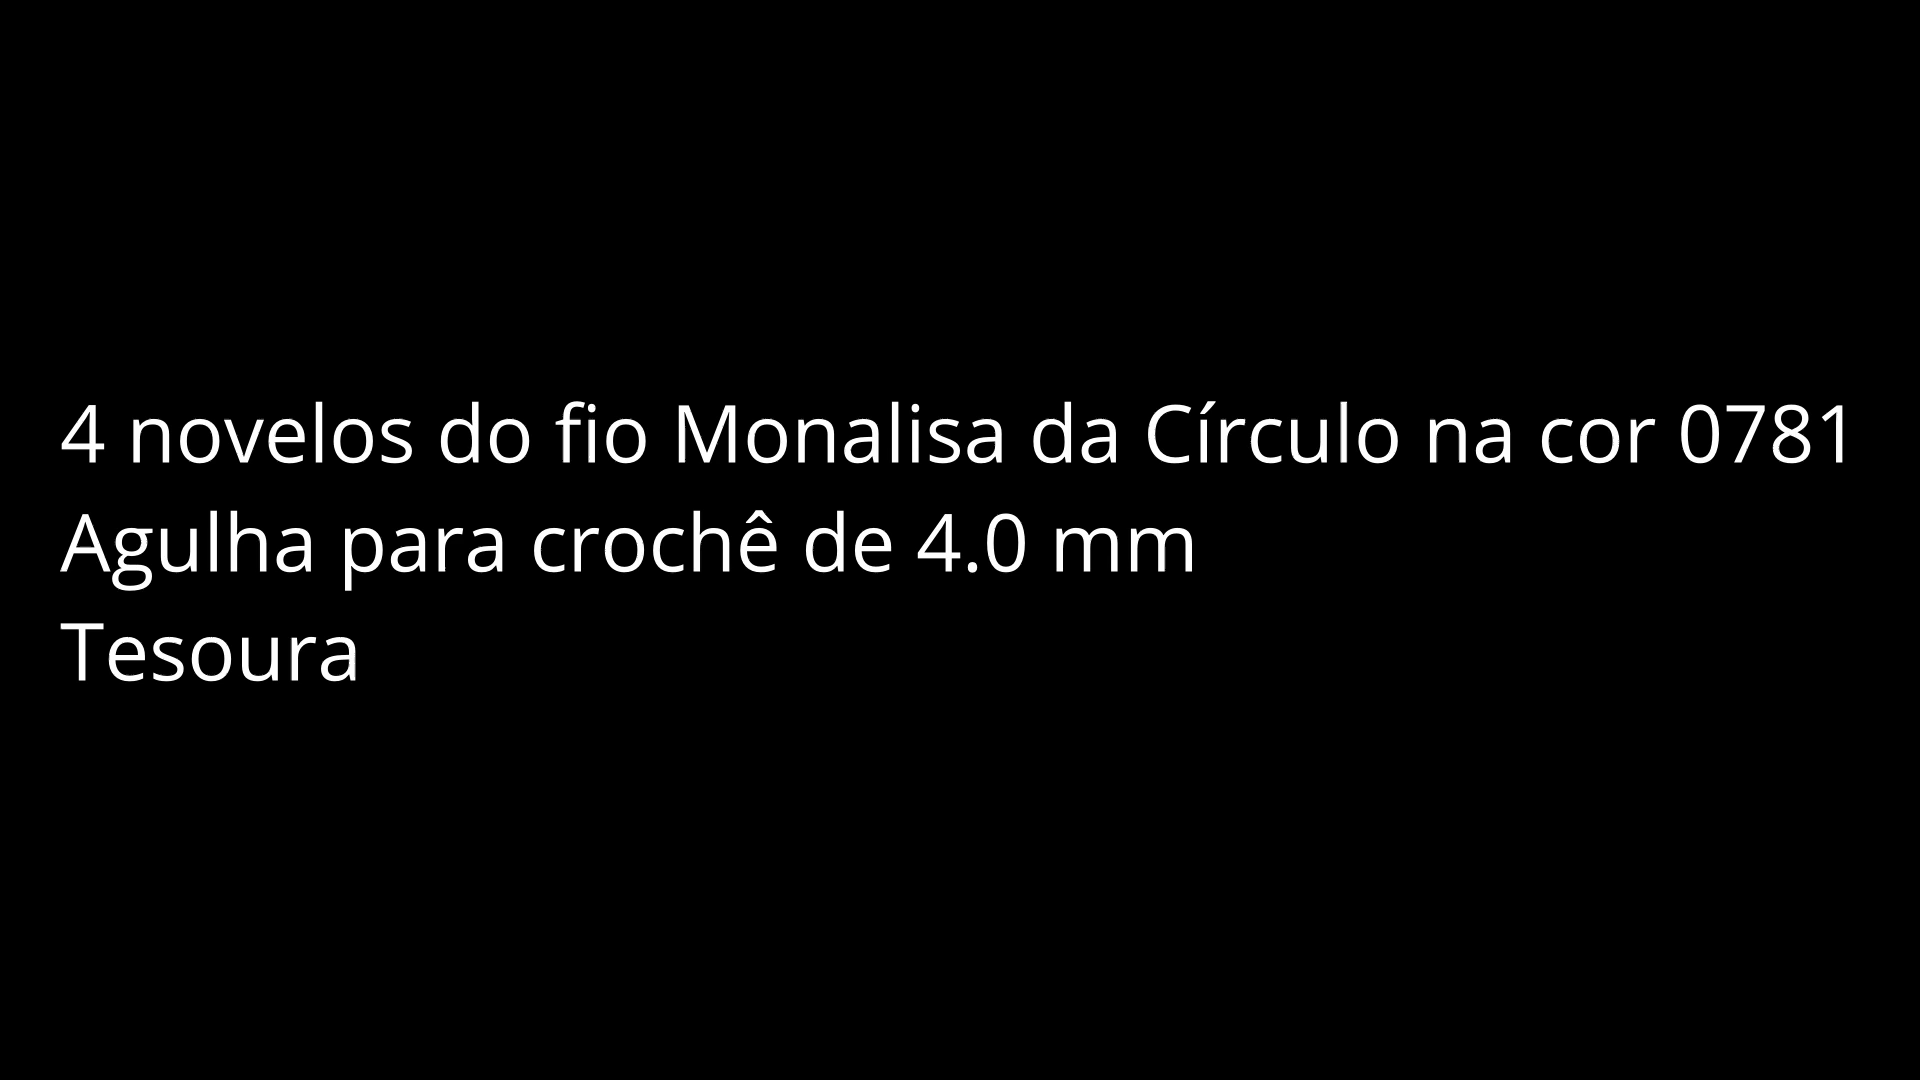 4 novelos do fio Monalisa da Círculo na cor 0781
Agulha para crochê de 4.0 mm
Tesoura